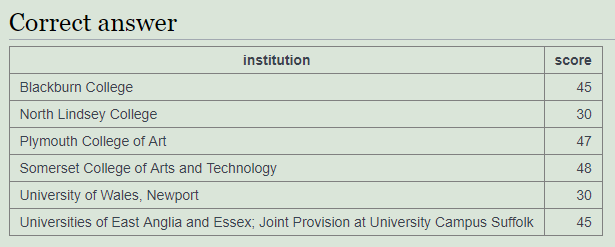 Correct answer
institution score
Blackburn College 45
North Lindsey College 30
Plymouth College of Art 47
Somerset College of Arts and Technology 48
University of Wales, Newport 30
Universities of East Anglia and Essex; Joint Provision at University Campus Suffolk 45